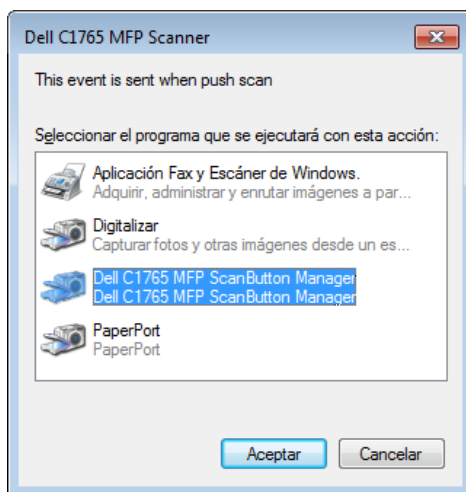 Dell C1765 MFP Scanner
This event is sent when push scan
Seleccionar el programa que se ejecutará con esta acción:
Aplicación Fax y Escáner de Windows.
Adquirir, administrar y enrutar imágenes a par...
Digitalizar
Capturar fotos y otras imágenes desde un es...
Dell C1765 MFP ScanButton Manager
Dell C1765 MFP ScanButton Manager
PaperPort
PaperPort
Aceptar
Cancelar